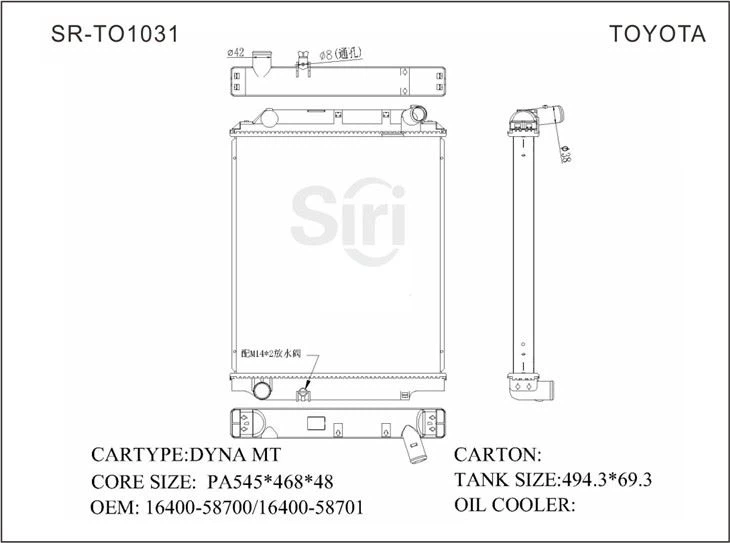 SR-TO1031
TOYOTA
ø42
ø8(通孔)
ø38
Siri
配M14*2放水阀
CARTYPE:DYNA MT
CARTON:
CORE SIZE: PA545*468*48
TANK SIZE:494.3*69.3
OEM: 16400-58700/16400-58701
OIL COOLER: